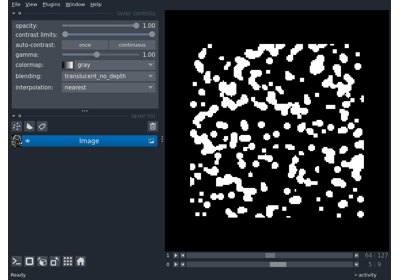 File View Plugins Window Help
layer controls
opacity: 1.00
contrast limits:
auto-contrast: once continuous
gamma: 1.00
colormap: gray
blending: translucent_no_depth
interpolation: nearest
layer list
Image
1 64 127
0 5 9
Ready activity